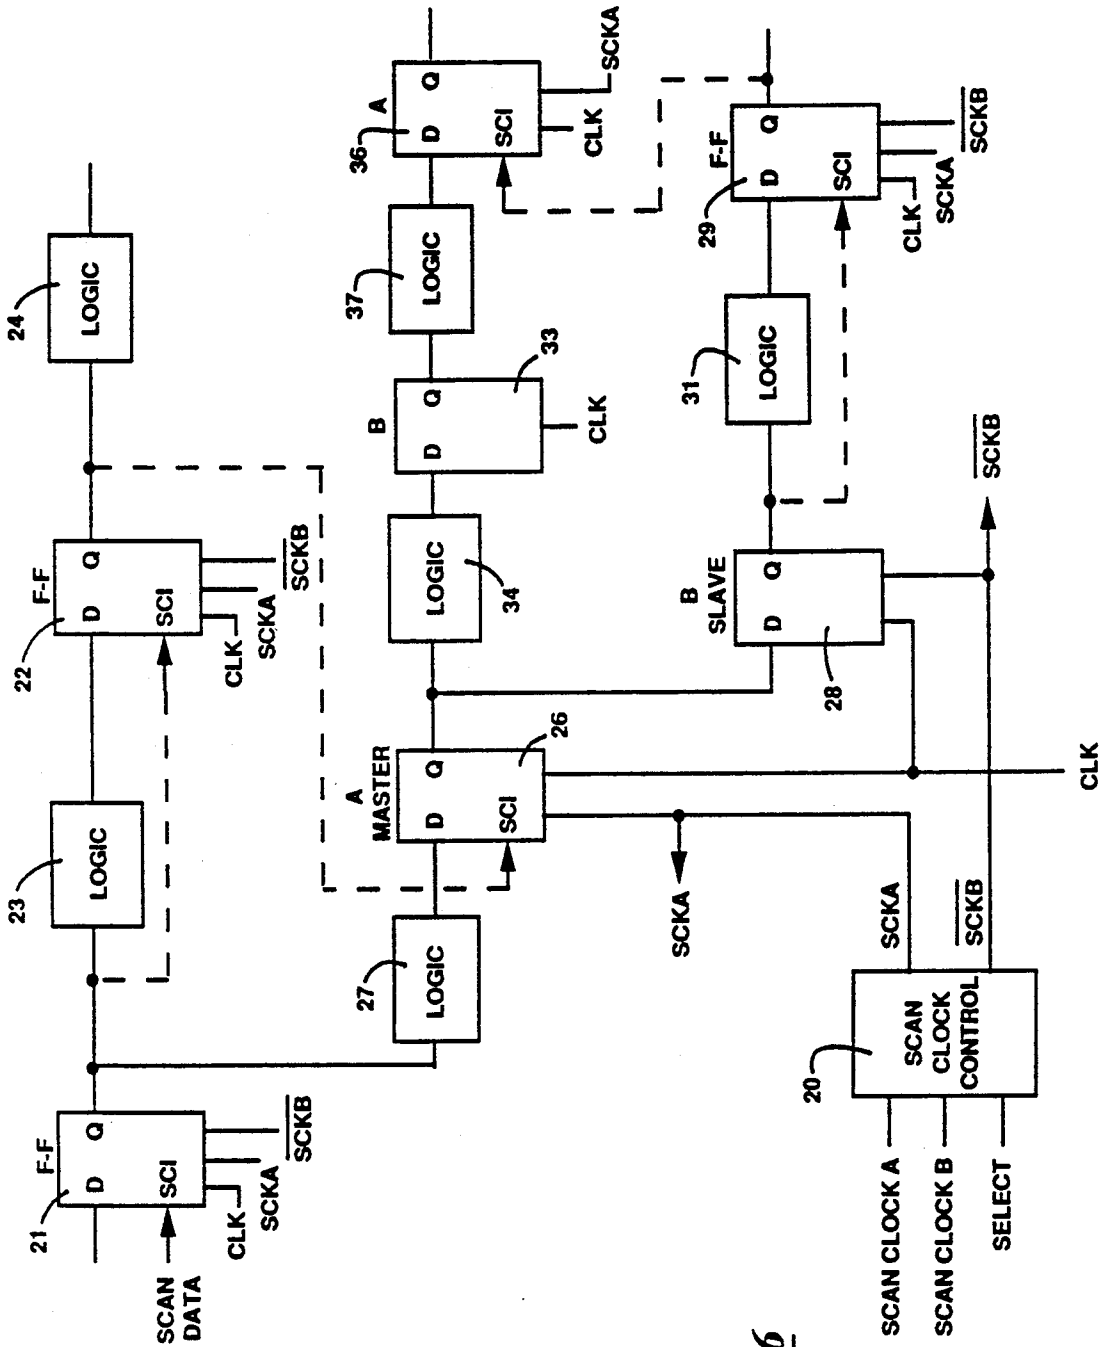 24
LOGIC
F-F
22
D
Q
SCI
CLK
SCKA
SCKB
23
LOGIC
F-F
21
D
Q
SCI
SCAN
DATA
CLK
SCKA
SCKB
A
36
D
Q
SCI
CLK
SCKA
37
LOGIC
B
33
D
Q
CLK
LOGIC
34
A
MASTER
26
D
Q
SCI
27
LOGIC
SCKA
F-F
29
D
Q
SCI
CLK
SCKA
SCKB
31
LOGIC
B
SLAVE
D
Q
28
SCKB
CLK
SCKA
SCKB
20
SCAN
CLOCK
CONTROL
SCAN CLOCK A
SCAN CLOCK B
SELECT